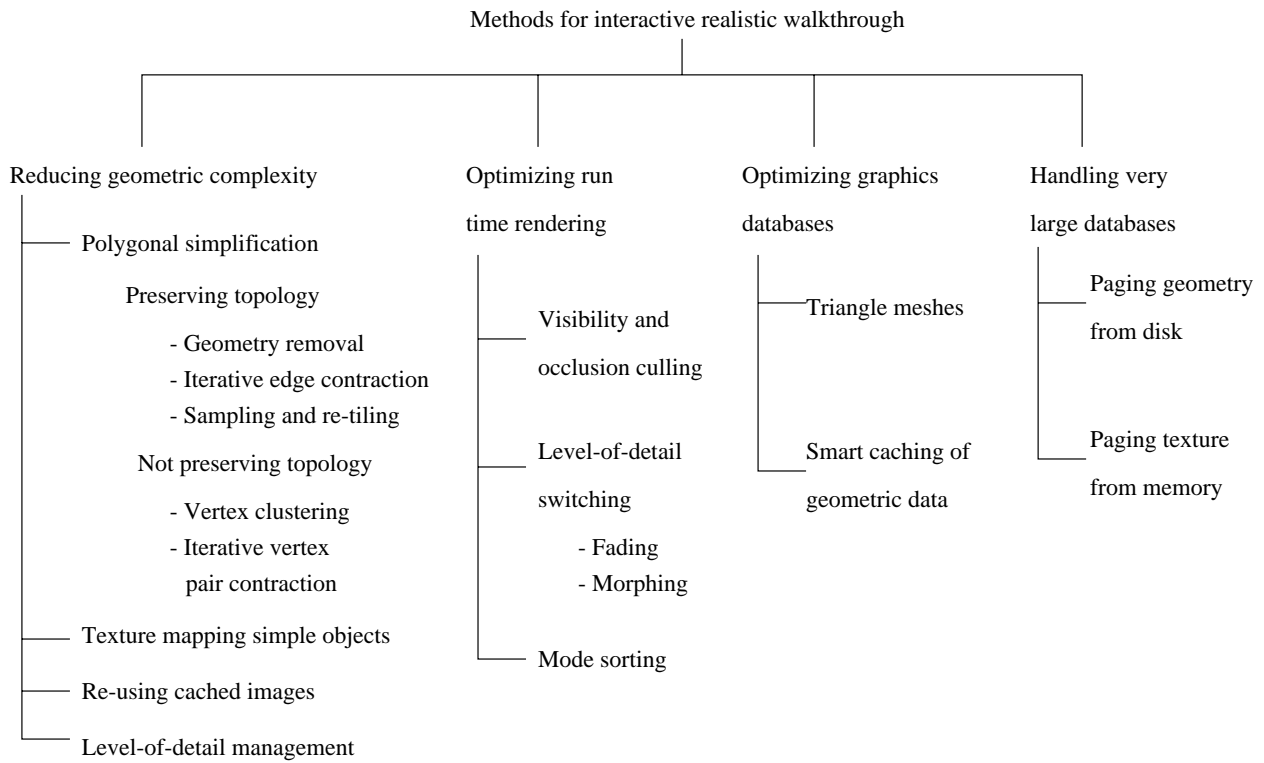 Methods for interactive realistic walkthrough
Reducing geometric complexity
Polygonal simplification
Preserving topology
- Geometry removal
- Iterative edge contraction
- Sampling and re-tiling
Not preserving topology
- Vertex clustering
- Iterative vertex
pair contraction
Texture mapping simple objects
Re-using cached images
Level-of-detail management
Optimizing run
time rendering
Visibility and
occlusion culling
Level-of-detail
switching
- Fading
- Morphing
Mode sorting
Optimizing graphics
databases
Triangle meshes
Smart caching of
geometric data
Handling very
large databases
Paging geometry
from disk
Paging texture
from memory